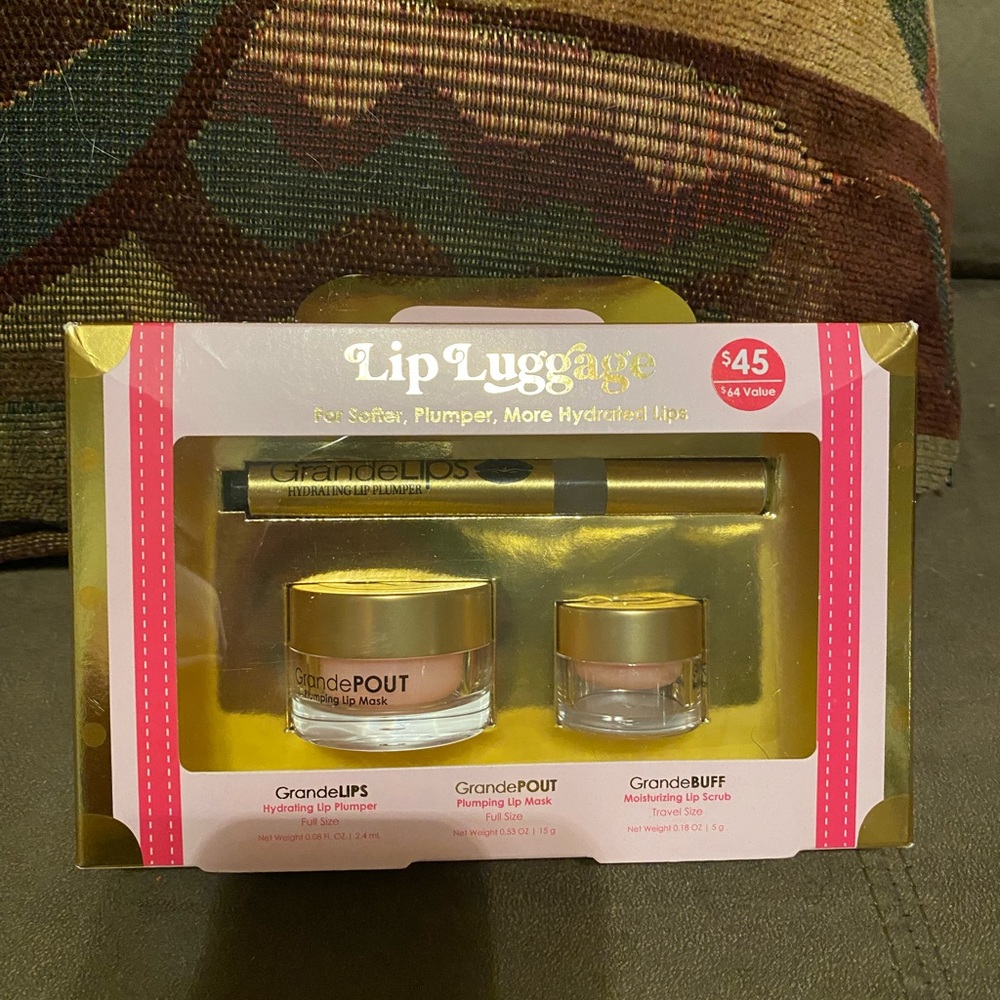 Lip Luggage
For Softer, Plumper, More Hydrated Lips
$45
$64 Value
GrandeLips
HYDRATING LIP PLUMPER
GrandePOUT
Plumping Lip Mask
GrandeLIPS
Hydrating Lip Plumper
Full Size
Net Weight 0.08 FL OZ. | 2.4 mL
GrandePOUT
Plumping Lip Mask
Full Size
Net Weight 0.53 OZ | 15 g
GrandeBUFF
Moisturizing Lip Scrub
Travel Size
Net Weight 0.18 OZ | 5 g